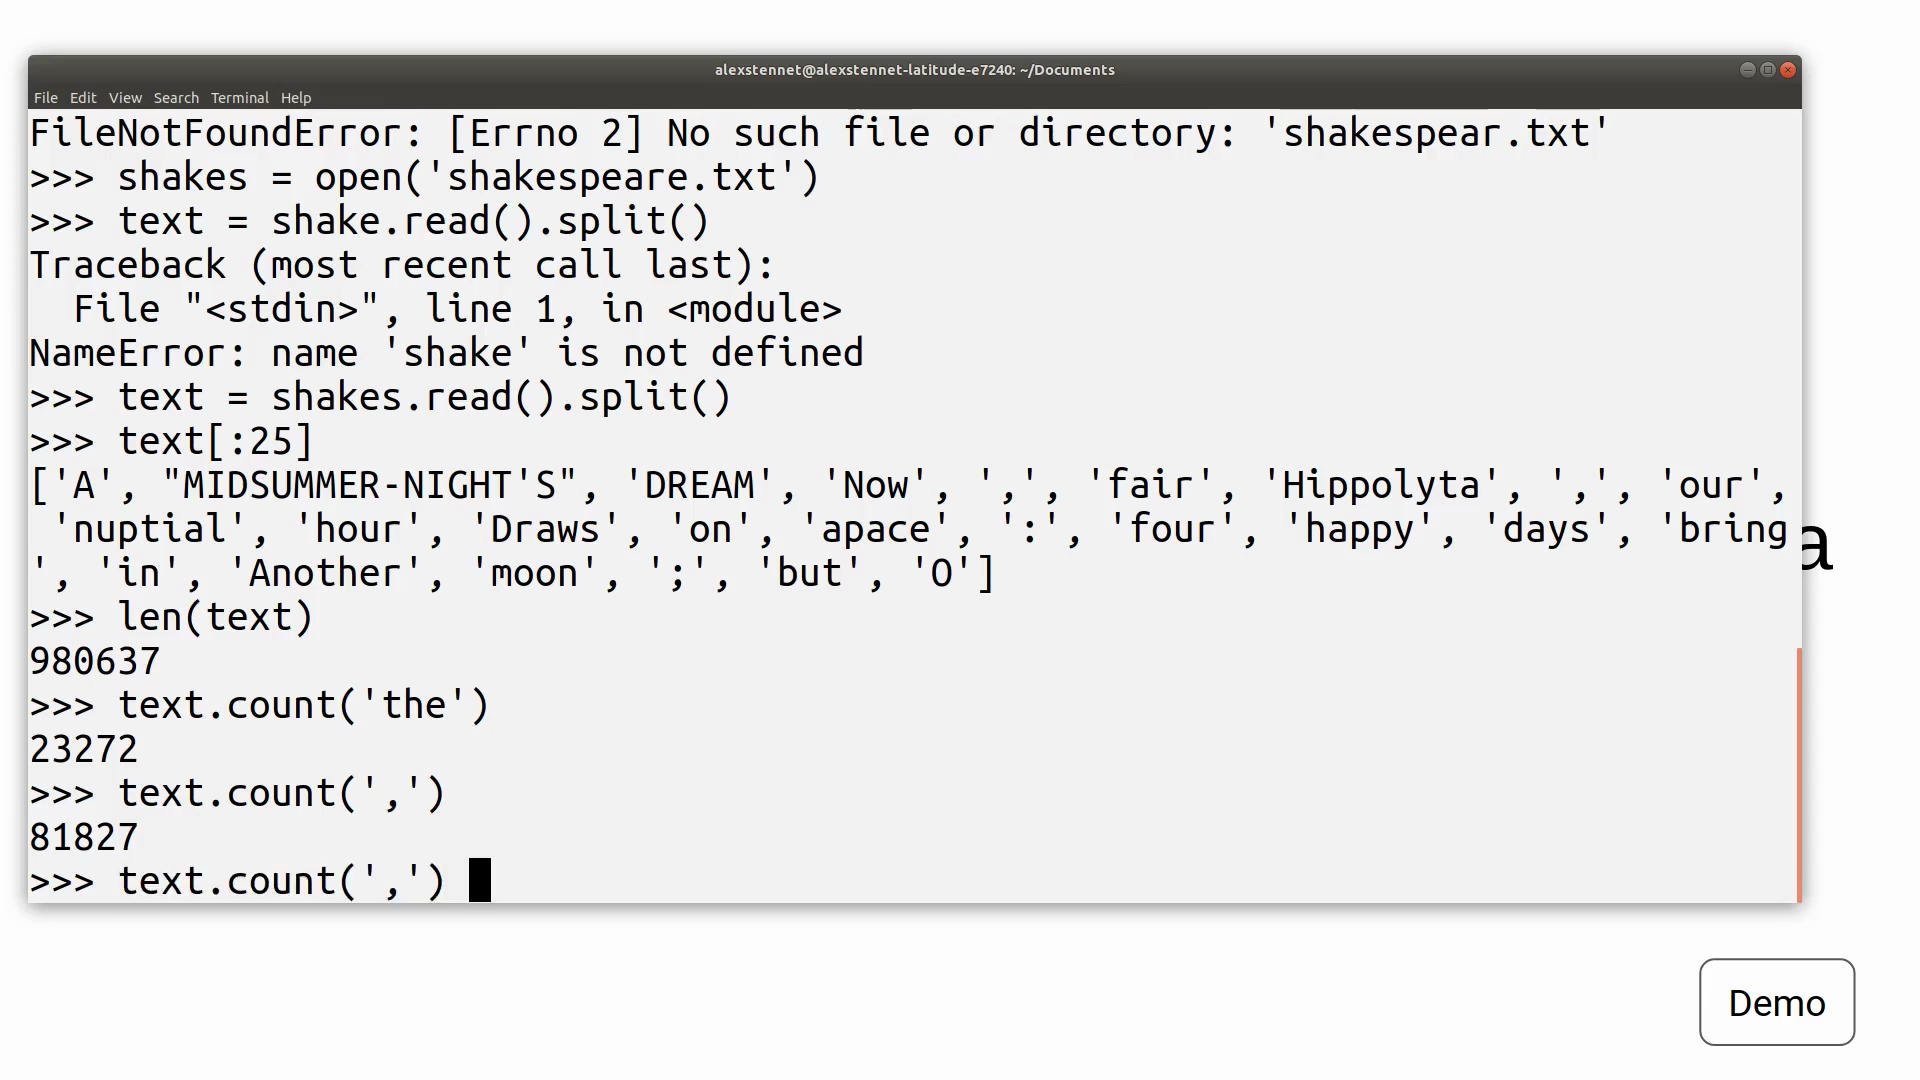 alexstennet@alexstennet-latitude-e7240: ~/Documents
File Edit View Search Terminal Help
FileNotFoundError: [Errno 2] No such file or directory: 'shakespear.txt'
>>> shakes = open('shakespeare.txt')
>>> text = shake.read().split()
Traceback (most recent call last):
  File "<stdin>", line 1, in <module>
NameError: name 'shake' is not defined
>>> text = shakes.read().split()
>>> text[:25]
['A', "MIDSUMMER-NIGHT'S", 'DREAM', 'Now', ',', 'fair', 'Hippolyta', ',', 'our',
 'nuptial', 'hour', 'Draws', 'on', 'apace', ':', 'four', 'happy', 'days', 'bring
', 'in', 'Another', 'moon', ';', 'but', 'O']
>>> len(text)
980637
>>> text.count('the')
23272
>>> text.count(',')
81827
>>> text.count(',')
a
Demo